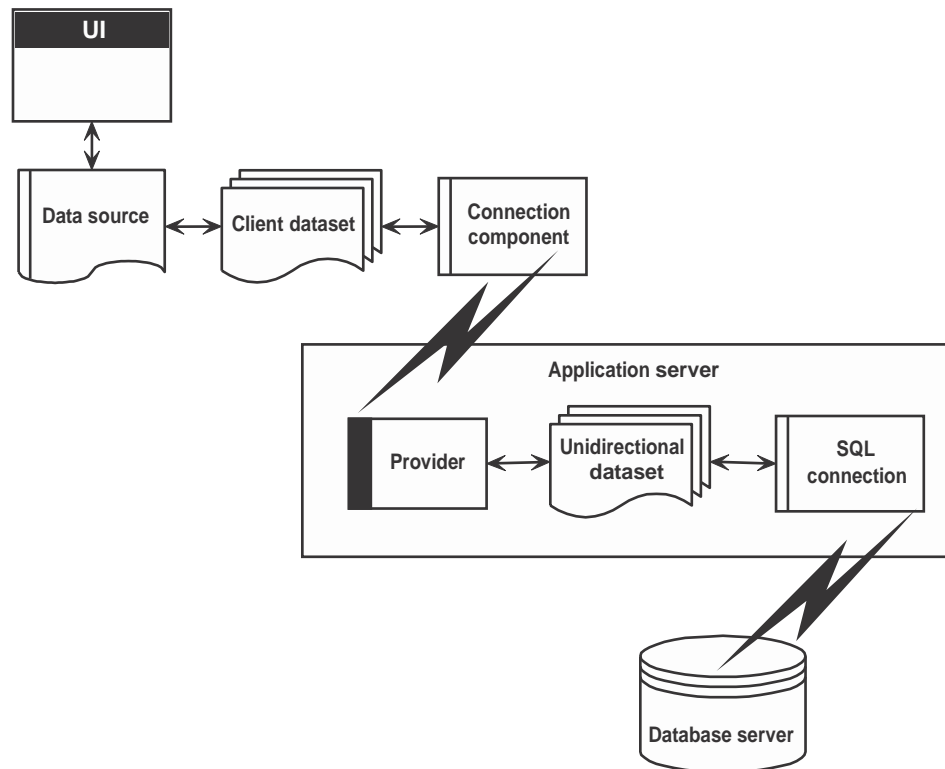 UI
Data source
Client dataset
Connection
component
Application server
Provider
Unidirectional
dataset
SQL
connection
Database server